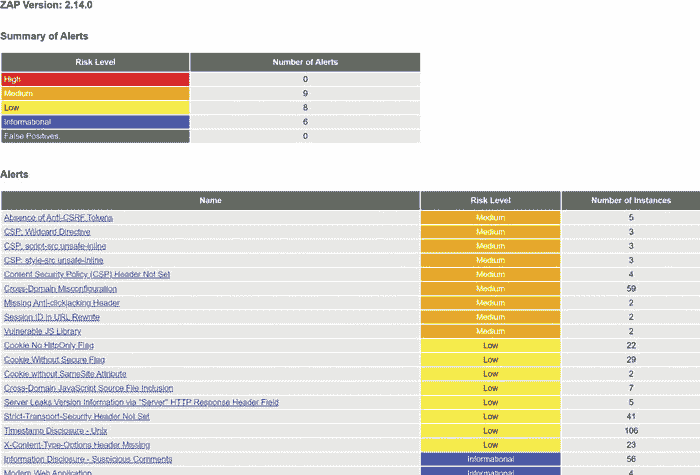 ZAP Version: 2.14.0
Summary of Alerts
Risk Level Number of Alerts
High 0
Medium 9
Low 8
Informational 6
False Positives: 0
Alerts
Name Risk Level Number of Instances
Absence of Anti-CSRF Tokens Medium 5
CSP: Wildcard Directive Medium 3
CSP: script-src unsafe-inline Medium 3
CSP: style-src unsafe-inline Medium 3
Content Security Policy (CSP) Header Not Set Medium 4
Cross-Domain Misconfiguration Medium 59
Missing Anti-clickjacking Header Medium 2
Session ID in URL Rewrite Medium 2
Vulnerable JS Library Medium 2
Cookie No HttpOnly Flag Low 22
Cookie Without Secure Flag Low 29
Cookie without SameSite Attribute Low 2
Cross-Domain JavaScript Source File Inclusion Low 7
Server Leaks Version Information via "Server" HTTP Response Header Field Low 5
Strict-Transport-Security Header Not Set Low 41
Timestamp Disclosure - Unix Low 106
X-Content-Type-Options Header Missing Low 23
Information Disclosure - Suspicious Comments Informational 56
Modern Web Application Informational 4